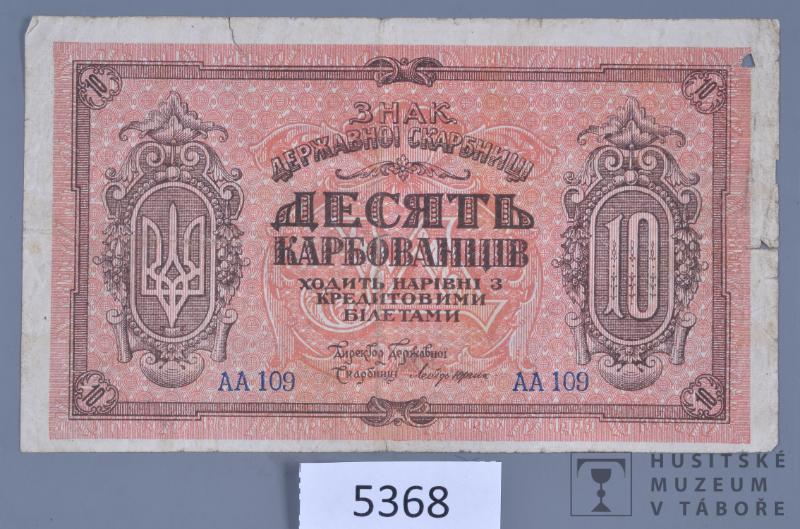 10 10
ЗНАК
ДЕРЖАВНОЇ СКАРБНИЦІ
ДЕСЯТЬ
КАРБОВАНЦІВ
10
ХОДИТЬ НАРІВНІ З
КРЕДИТОВИМИ
БІЛЕТАМИ
Директор Державної
Скарбниці
АА 109 АА 109
10 10
5368
HUSITSKÉ
MUZEUM
V TÁBOŘE